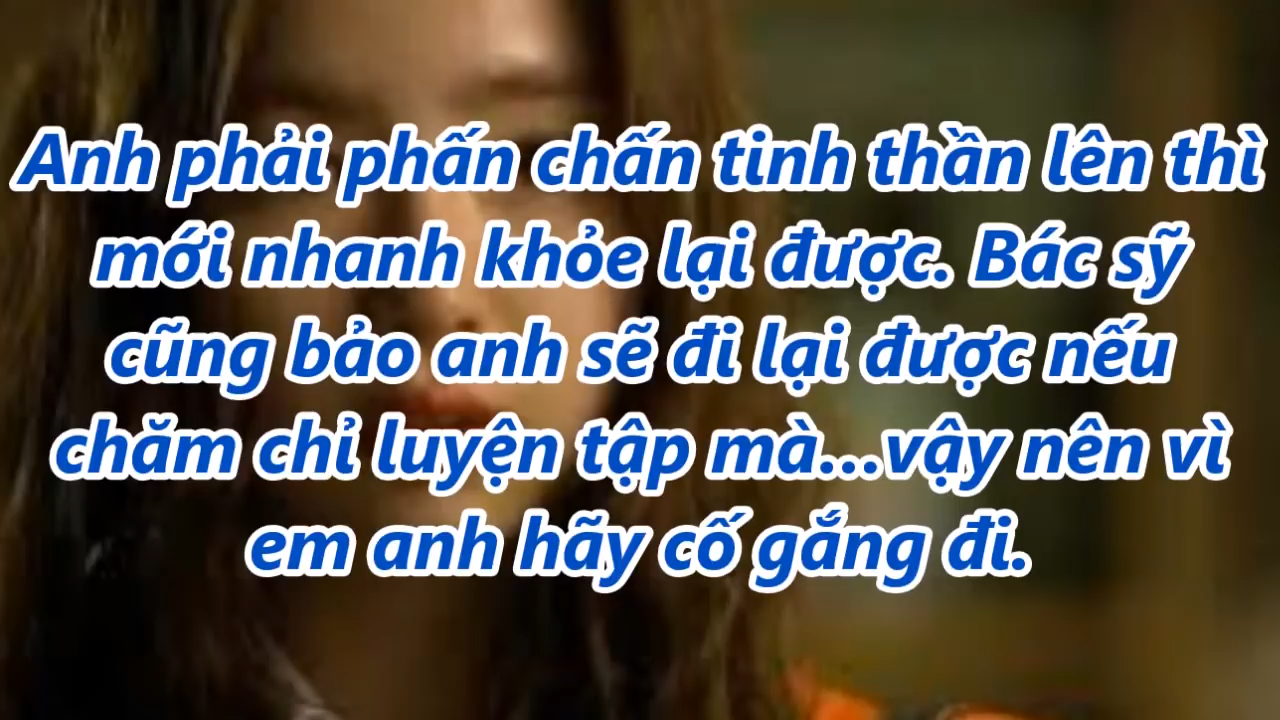 Anh phải phấn chấn tinh thần lên thì
mới nhanh khỏe lại được. Bác sỹ
cũng bảo anh sẽ đi lại được nếu
chăm chỉ luyện tập mà...vậy nên vì
em anh hãy cố gắng đi.